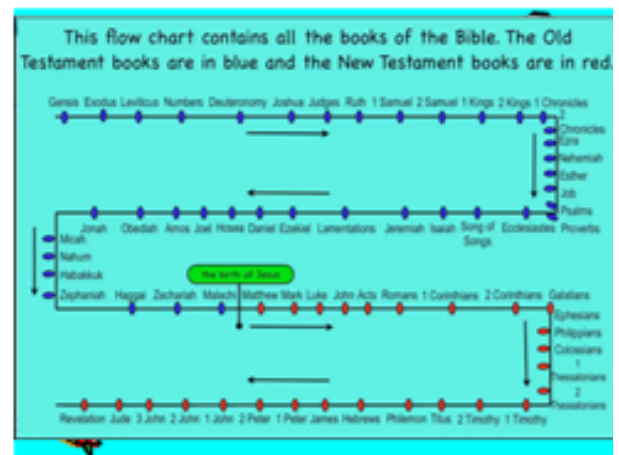 This flow chart contains all the books of the Bible. The Old
Testament books are in blue and the New Testament books are in red.
Gensis Exodus Leviticus Numbers Deuteronomy Joshua Judges Ruth 1 Samuel 2 Samuel 1 Kings 2 Kings 1 Chronicles
2
Chronicles
Ezra
Nehemiah
Esther
Job
Psalms
Jonah Obediah Amos Joel Hosea Daniel Ezekiel Lamentations Jeremiah Isaiah Song of Ecclesiastes Proverbs
Songs
Micah
Nahum
Habakkuk
the birth of Jesus
Zephaniah Haggai Zechariah Malachi Matthew Mark Luke John Acts Romans 1 Corinthians 2 Corinthians Galatians
Ephesians
Philippians
Colossians
1
Thessalonians
2
Thessalonians
Revelation Jude 3 John 2 John 1 John 2 Peter 1 Peter James Hebrews Philemon Titus 2 Timothy 1 Timothy